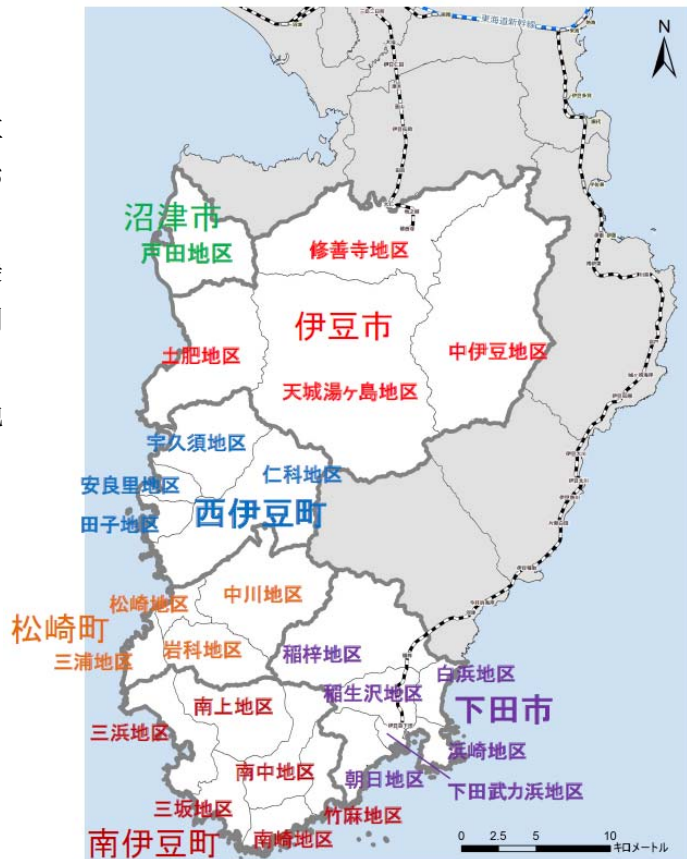 東海道新幹線
N
沼津市
戸田地区
修善寺地区
伊豆市
土肥地区
中伊豆地区
天城湯ヶ島地区
宇久須地区
仁科地区
安良里地区
西伊豆町
田子地区
中川地区
松崎地区
松崎町
岩科地区
三浦地区
稲梓地区
白浜地区
稲生沢地区
南上地区
下田市
三浜地区
浜崎地区
南中地区
朝日地区
下田武力浜地区
三坂地区
竹麻地区
南伊豆町
南崎地区
0 2.5 5 10
キロメートル